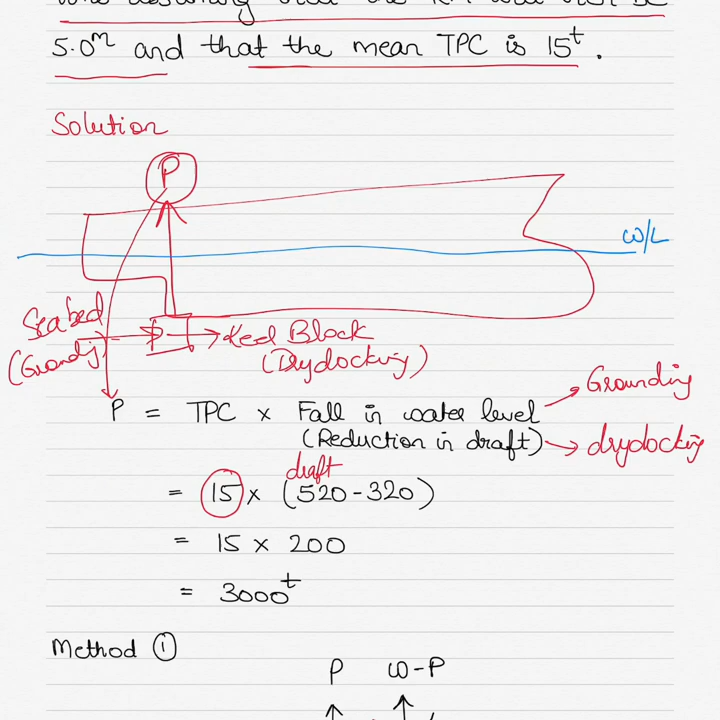 5.0m and that the mean TPC is 15t.
Solution
P
W/L
Sea bed
(Grounding)
Keel Block
(Drydocking)
P = TPC × Fall in water level
Grounding
(Reduction in draft)
drydocking
draft
= 15 × (520-320)
= 15 × 200
= 3000t
Method ①
P W-P